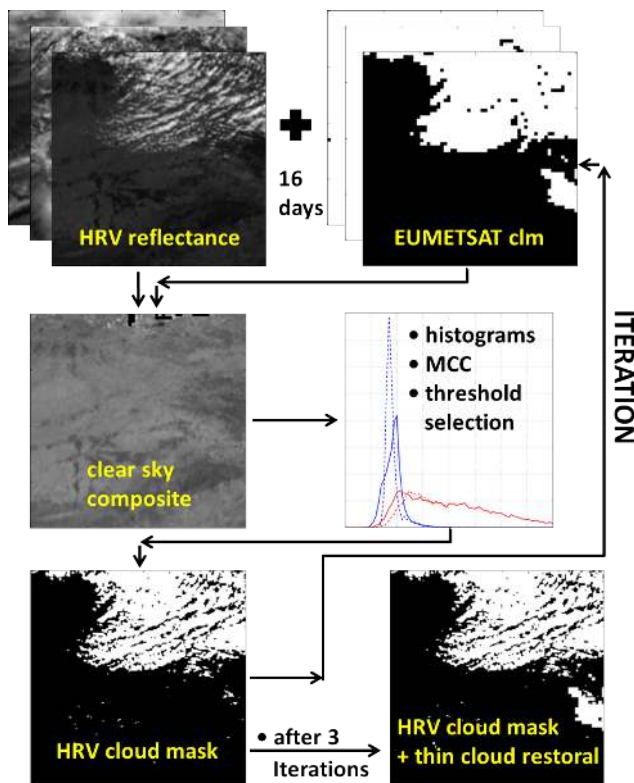 16
days
HRV reflectance
EUMETSAT clm
ITERATION
• histograms
• MCC
• threshold
selection
clear sky
composite
HRV cloud mask
• after 3
Iterations
HRV cloud mask
+ thin cloud restoral